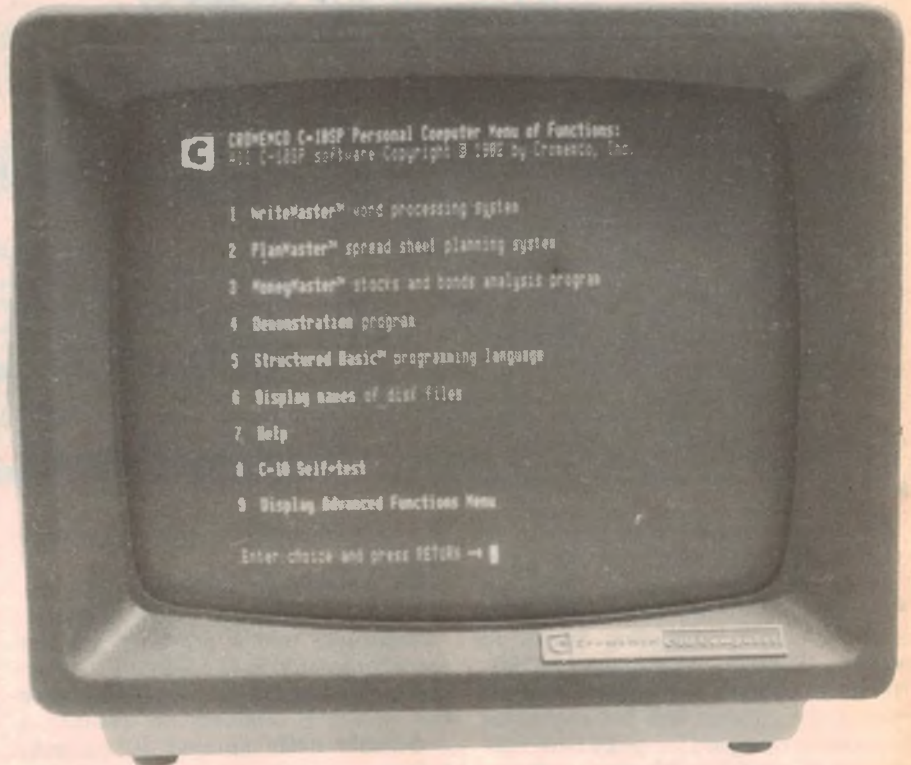 CROMEMCO C-10SP Personal Computer Menu of Functions:
All C-10SP software Copyright @ 1982 by Cromemco, Inc.
1 WriteMaster™ word processing system
2 PlanMaster™ spread sheet planning system
3 MoneyMaster™ stocks and bonds analysis program
4 Demonstration program
5 Structured Basic™ programming language
6 Display names of disk files
7 Help
8 C-10 Self-test
9 Display Advanced Functions Menu
Enter choice and press RETURN →
Cromemco C-10 Computer